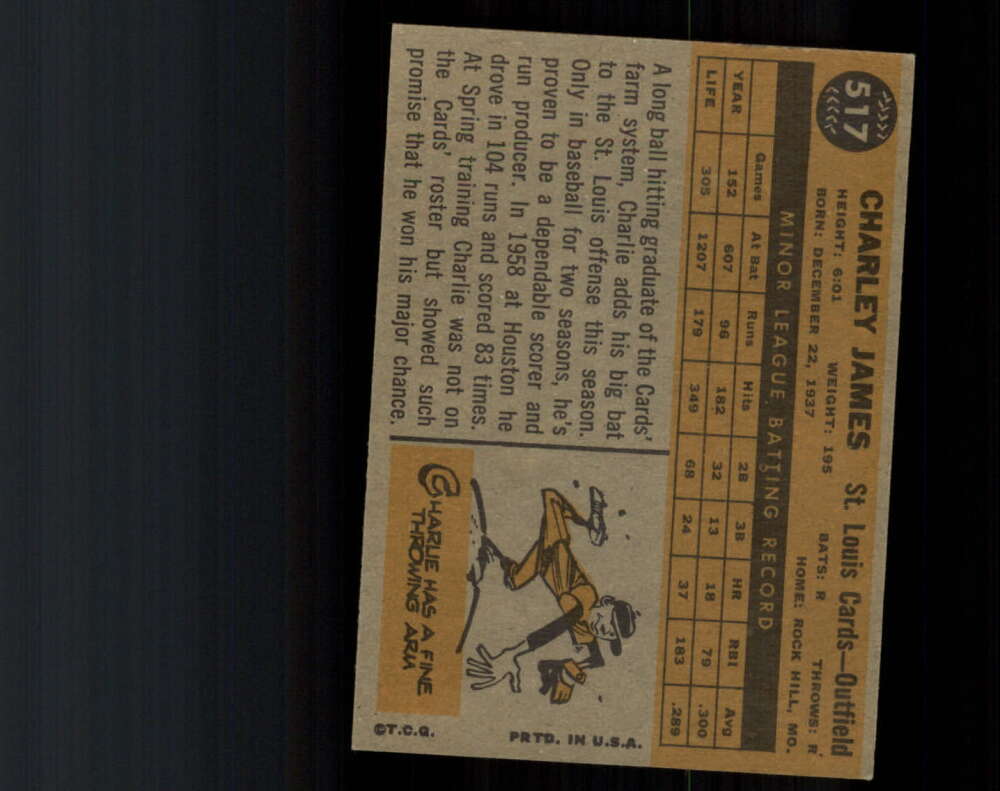 517
CHARLEY JAMES St. Louis Cards—Outfield
HEIGHT: 6:01 WEIGHT: 195 BATS: R THROWS: R
BORN: DECEMBER 22, 1937 HOME: ROCK HILL, MO.
MINOR LEAGUE BATTING RECORD
Games At Bat Runs Hits 2B 3B HR RBI Avg
YEAR 152 607 96 182 32 13 18 79 .300
LIFE 305 1207 179 349 68 24 37 183 .289
A long ball hitting graduate of the Cards'
farm system, Charlie adds his big bat
to the St. Louis offense this season.
Only in baseball for two seasons, he's
proven to be a dependable scorer and
run producer. In 1958 at Houston he
drove in 104 runs and scored 83 times.
At Spring training Charlie was not on
the Cards' roster but showed such
promise that he won his major chance.
CHARLIE HAS A FINE
THROWING ARM
©T.C.G. PRTD. IN U.S.A.